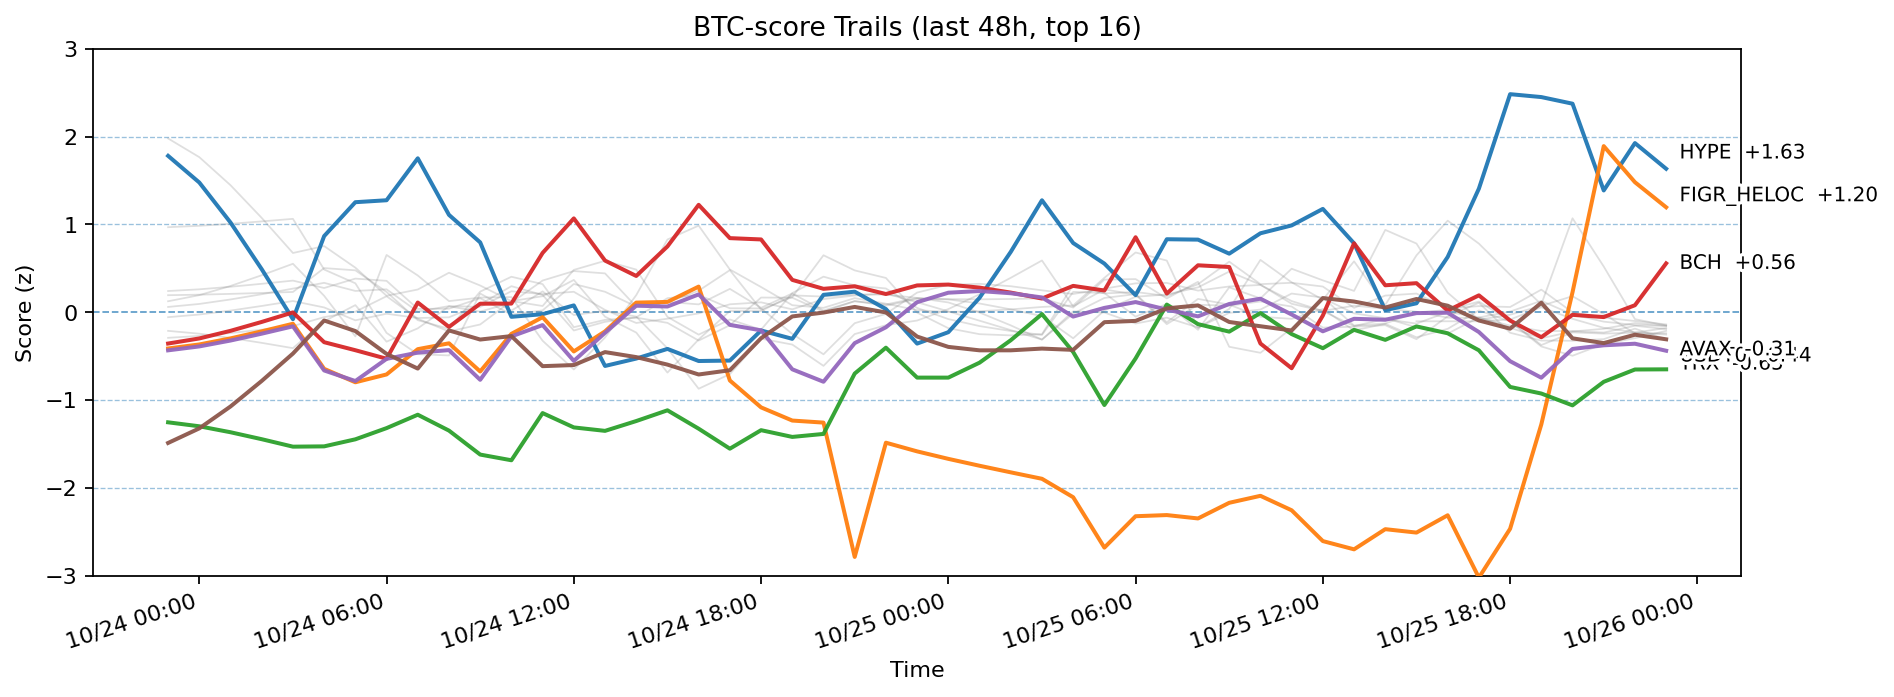 BTC-score Trails (last 48h, top 16)
Score (z)
3
2
1
0
−1
−2
−3
HYPE +1.63
FIGR_HELOC +1.20
BCH +0.56
AVAX -0.31
10/24 00:00
10/24 06:00
10/24 12:00
10/24 18:00
10/25 00:00
10/25 06:00
10/25 12:00
10/25 18:00
10/26 00:00
Time